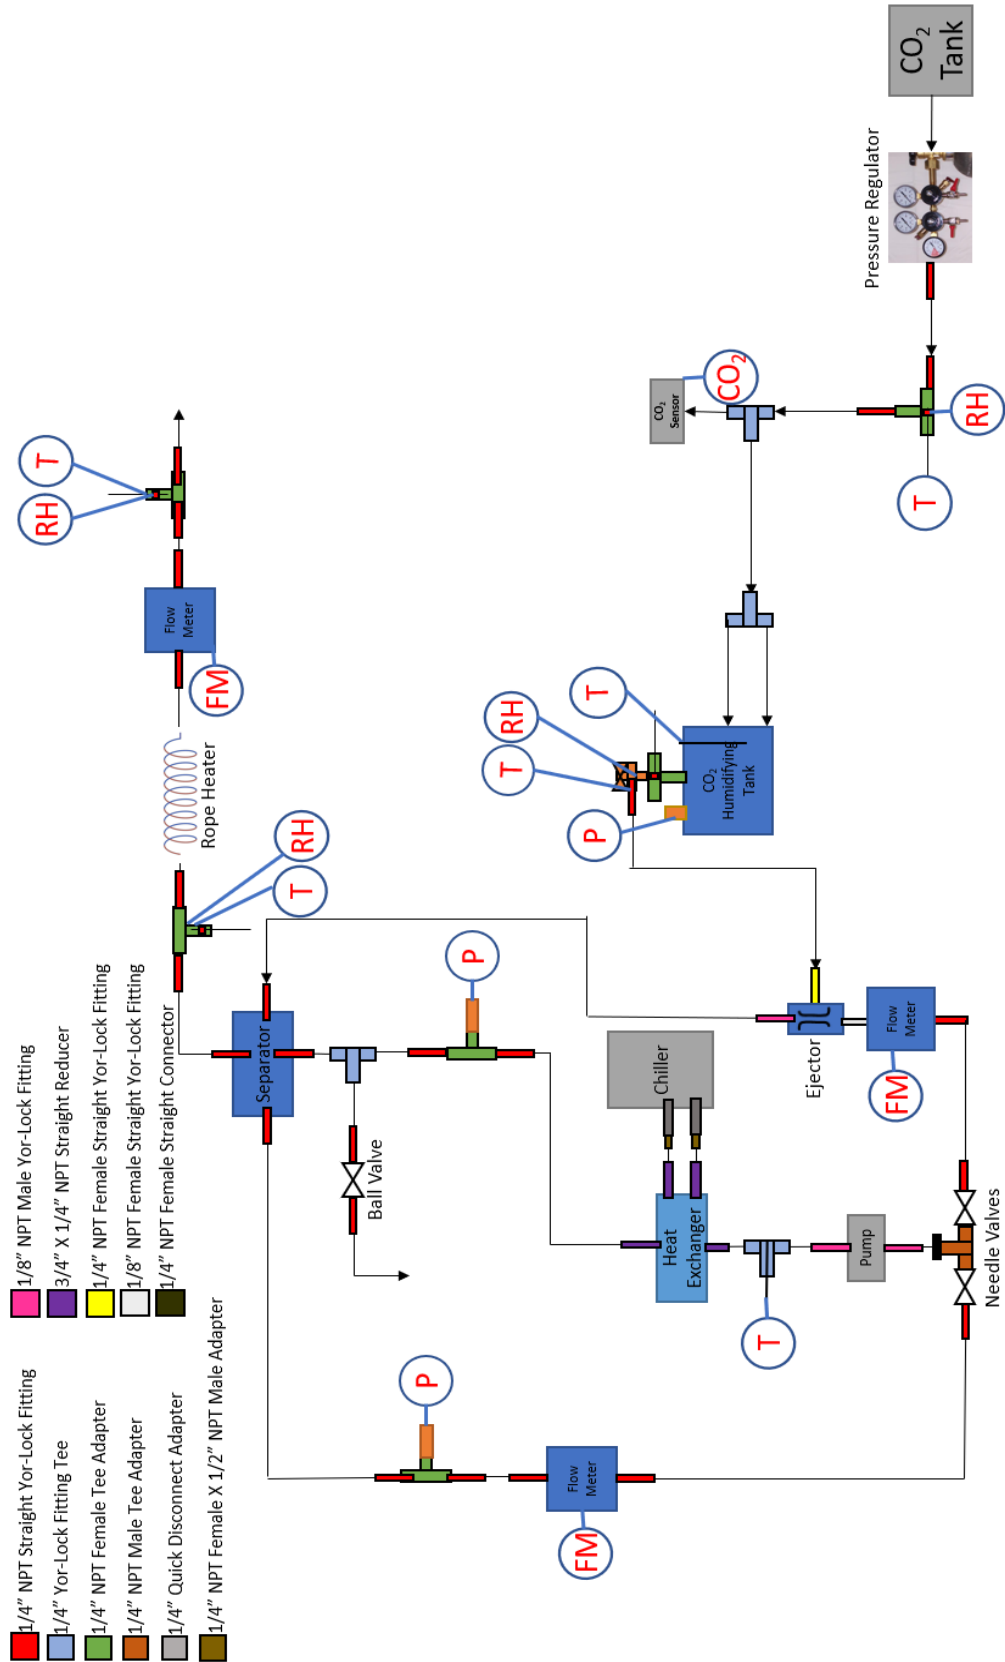 1/4” NPT Straight Yor-Lock Fitting
1/4” Yor-Lock Fitting Tee
1/4” NPT Female Tee Adapter
1/4” NPT Male Tee Adapter
1/4” Quick Disconnect Adapter
1/4” NPT Female X 1/2” NPT Male Adapter
1/8” NPT Male Yor-Lock Fitting
3/4” X 1/4” NPT Straight Reducer
1/4” NPT Female Straight Yor-Lock Fitting
1/8” NPT Female Straight Yor-Lock Fitting
1/4” NPT Female Straight Connector
RH
T
Flow
Meter
FM
Rope Heater
RH
T
Separator
P
Ball Valve
P
Flow
Meter
FM
Chiller
Heat
Exchanger
T
Pump
Needle Valves
Ejector
Flow
Meter
FM
P
T
RH
T
CO₂
Humidifying
Tank
CO₂
Sensor
CO₂
T
RH
Pressure Regulator
CO₂
Tank